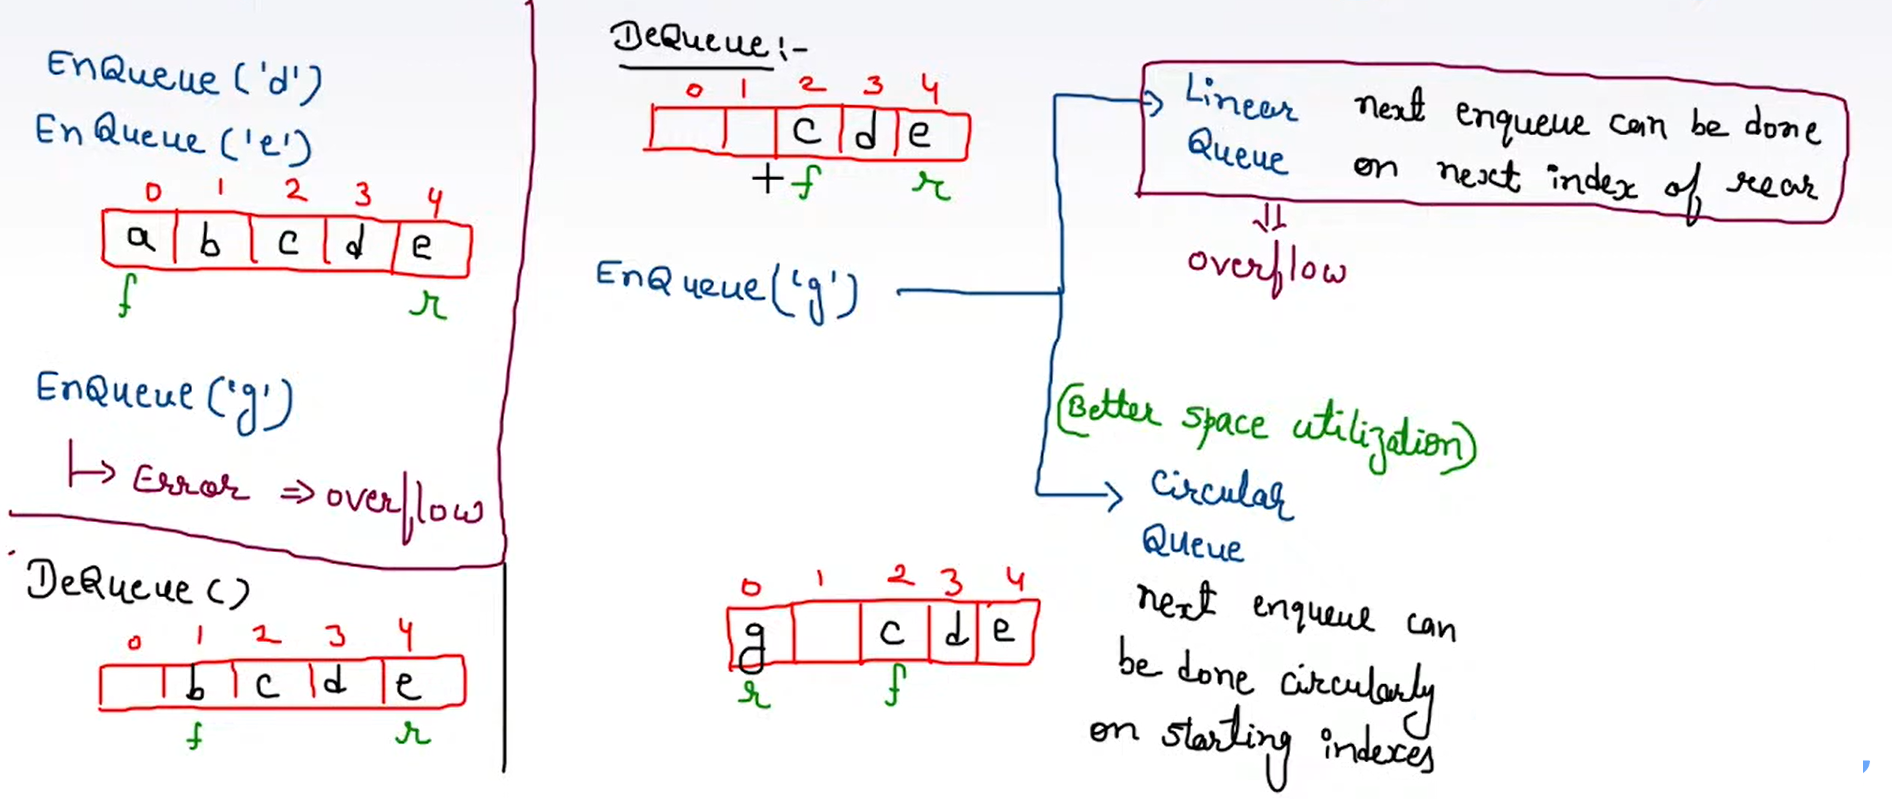 EnQueue ('d')
EnQueue ('e')
0 1 2 3 4
a b c d e
f r
EnQueue ('g')
↳ Error ⇒ overflow
DeQueue ()
0 1 2 3 4
b c d e
f r
DeQueue :-
0 1 2 3 4
c d e
f r
EnQueue ('g')
Linear Queue
next enqueue can be done
on next index of rear
⇓
overflow
(Better space utilization)
Circular
Queue
next enqueue can
be done circularly
on starting indexes
0 1 2 3 4
g c d e
r f